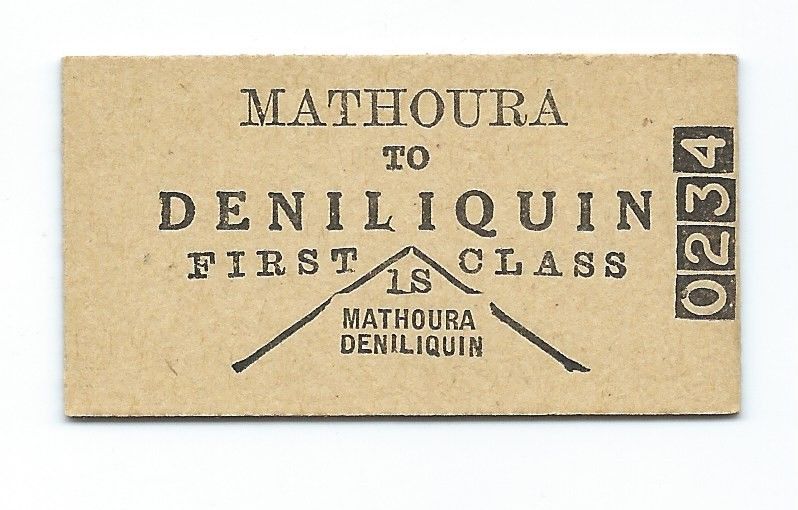 MATHOURA
TO
DENILIQUIN
FIRST CLASS
1S
MATHOURA
DENILIQUIN
0234